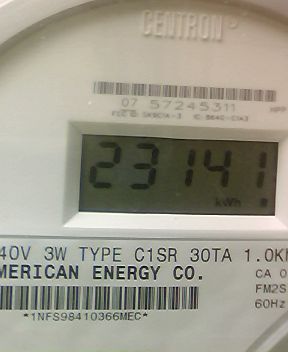 CENTRON®
07 57245311
23141
kWh
40V 3W TYPE C1SR 30TA 1.0K
MERICAN ENERGY CO.
CA 0
FM2S
60Hz
*1NFS98410366MEC*